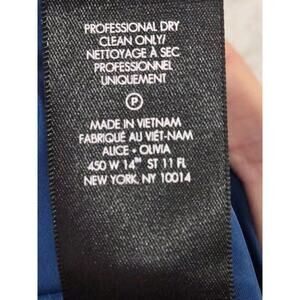 PROFESSIONAL DRY
CLEAN ONLY/
NETTOYAGE À SEC
PROFESSIONNEL
UNIQUEMENT
P
MADE IN VIETNAM
FABRIQUÉ AU VIÊT-NAM
ALICE + OLIVIA
450 W 14TH ST 11 FL
NEW YORK, NY 10014